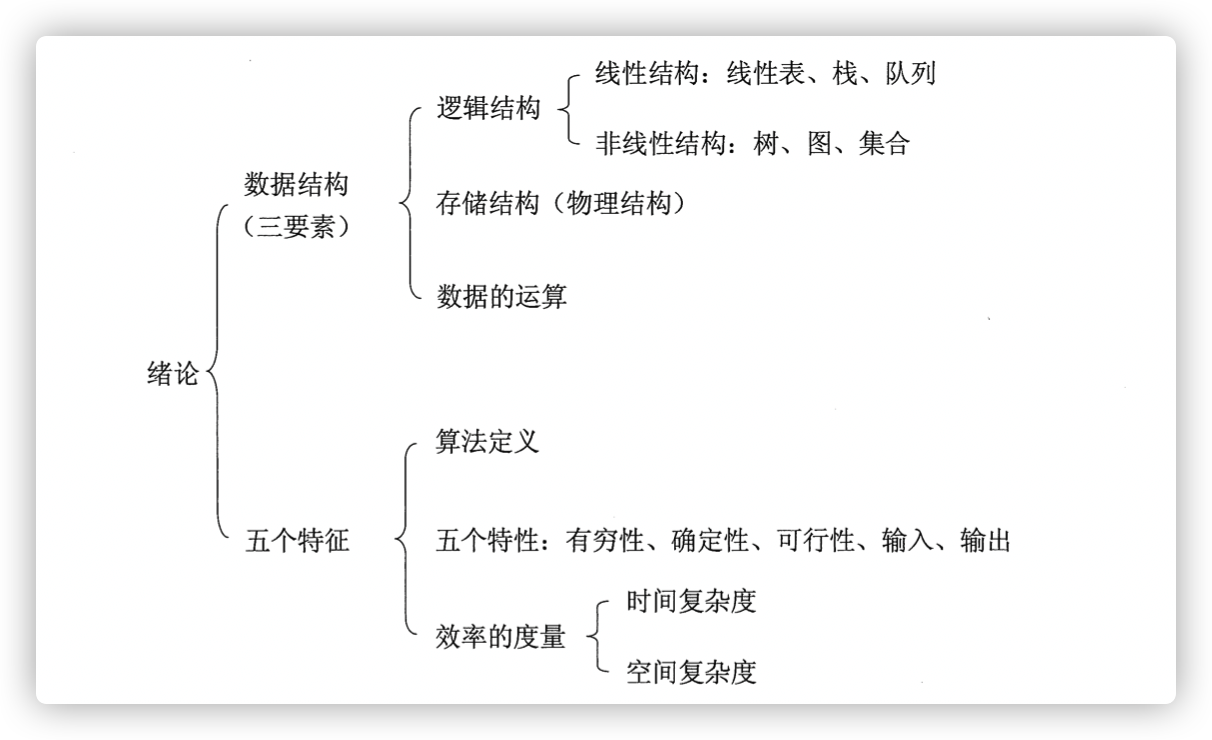 线性结构：线性表、栈、队列
逻辑结构
非线性结构：树、图、集合
数据结构
（三要素）
存储结构（物理结构）
数据的运算
绪论
算法定义
五个特征
五个特性：有穷性、确定性、可行性、输入、输出
时间复杂度
效率的度量
空间复杂度